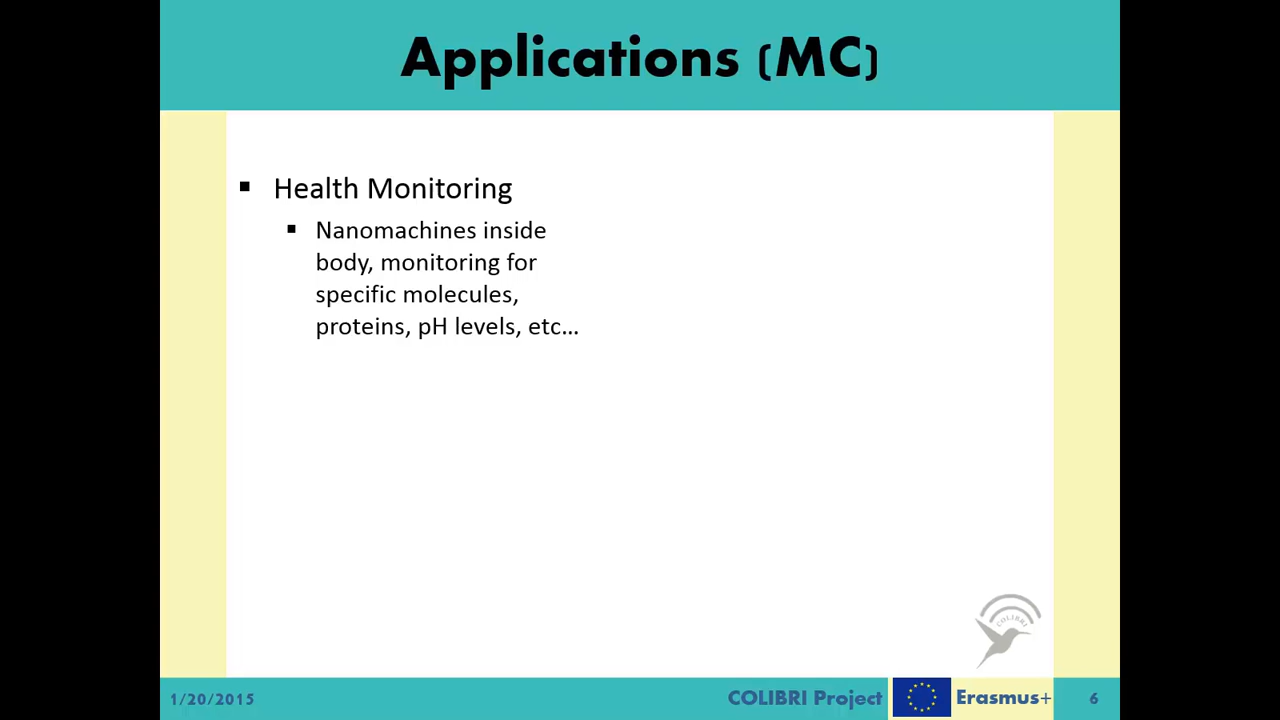 Applications (MC)
▪ Health Monitoring
▪ Nanomachines inside
body, monitoring for
specific molecules,
proteins, pH levels, etc…
COLIBRI
1/20/2015
COLIBRI Project
Erasmus+
6